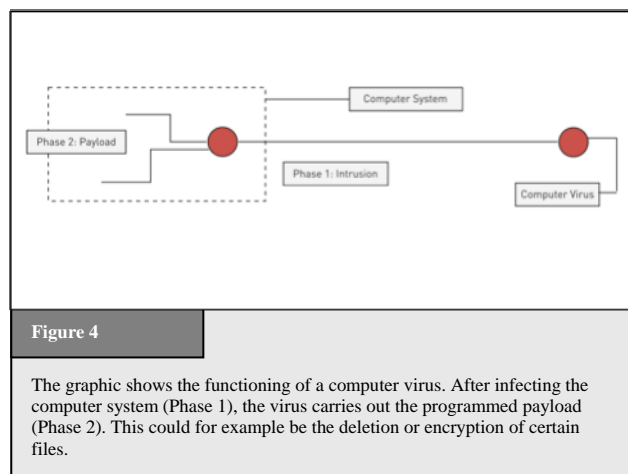 Computer System
Phase 2: Payload
Phase 1: Intrusion
Computer Virus
Figure 4
The graphic shows the functioning of a computer virus. After infecting the
computer system (Phase 1), the virus carries out the programmed payload
(Phase 2). This could for example be the deletion or encryption of certain
files.